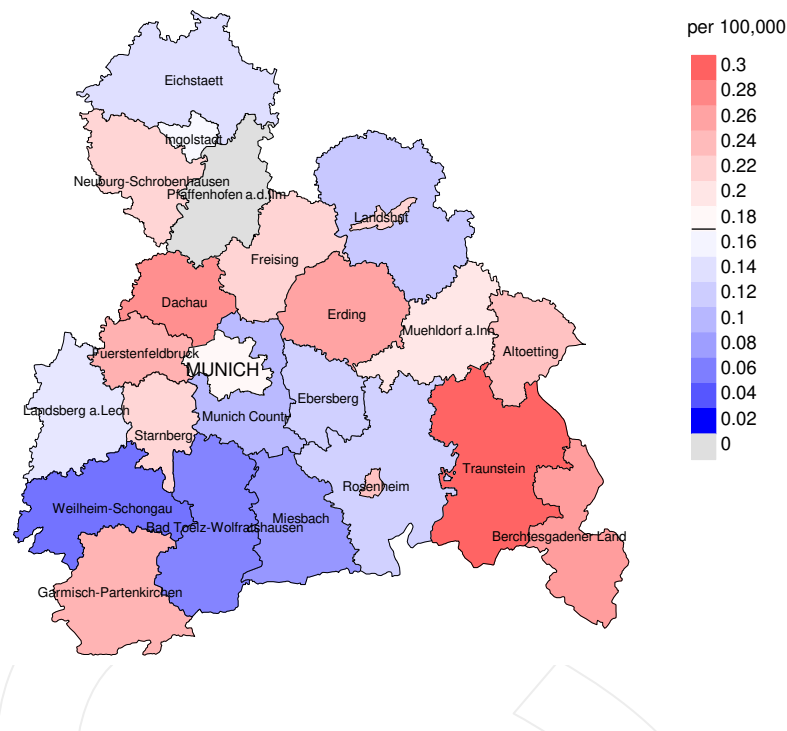 per 100,000
0.3
0.28
0.26
0.24
0.22
0.2
0.18
0.16
0.14
0.12
0.1
0.08
0.06
0.04
0.02
0
Eichstaett
Ingolstadt
Neuburg-Schrobenhausen
Pfaffenhofen a.d.Ilm
Landshut
Freising
Dachau
Erding
Muehldorf a.Inn
Fuerstenfeldbruck
Altoetting
MUNICH
Ebersberg
Landsberg a.Lech
Munich County
Starnberg
Traunstein
Rosenheim
Weilheim-Schongau
Miesbach
Bad Toelz-Wolfratshausen
Berchtesgadener Land
Garmisch-Partenkirchen